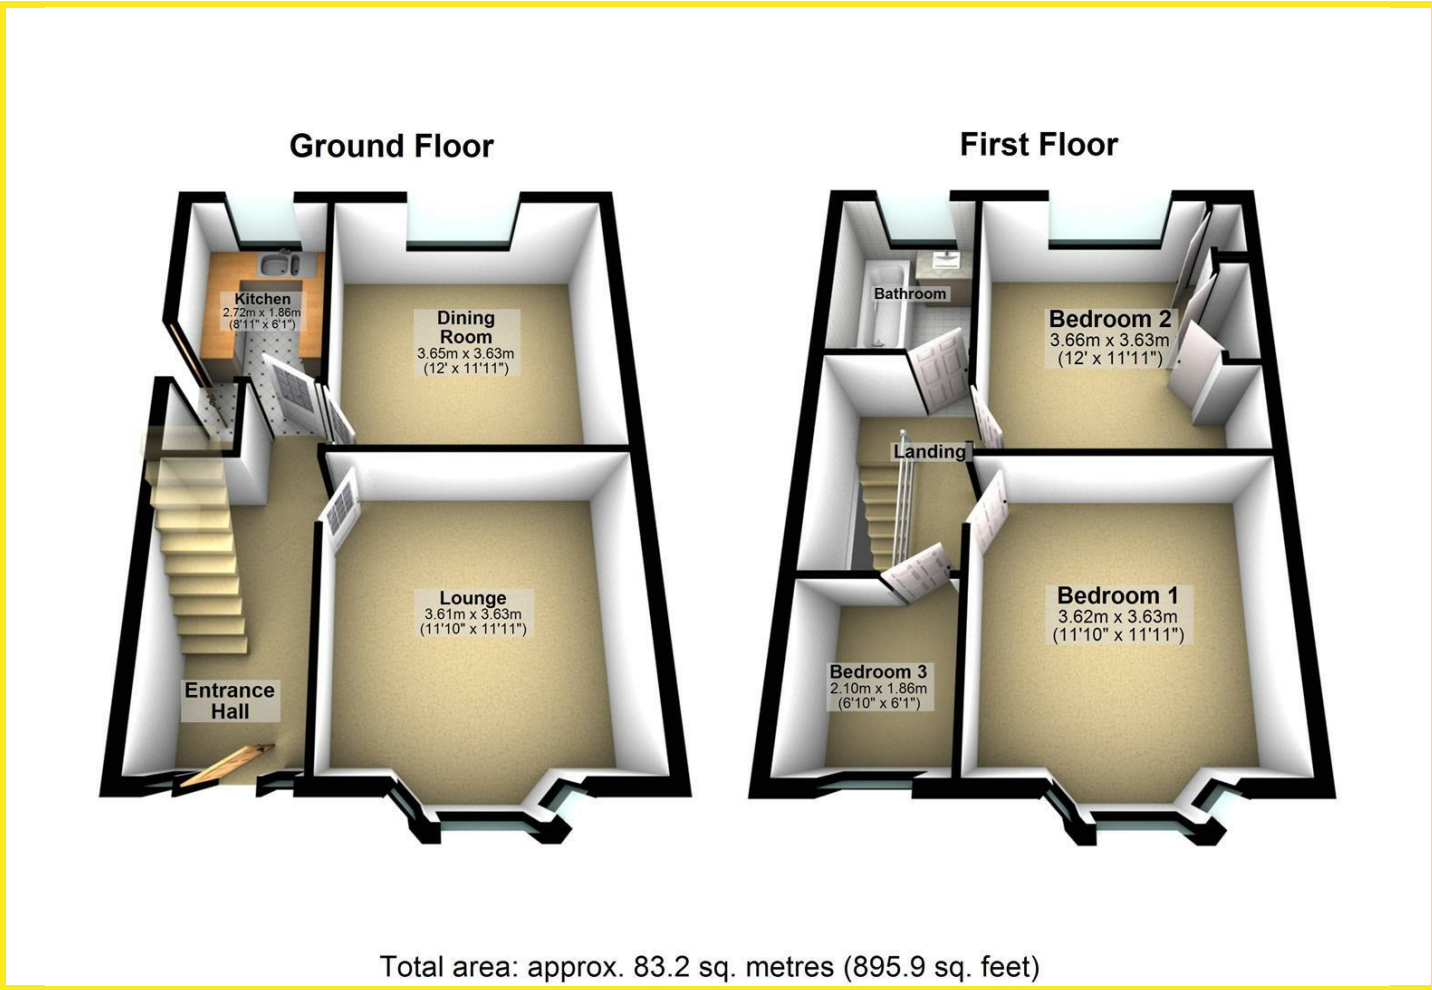 Ground Floor
Kitchen
2.72m x 1.86m
(8'11" x 6'1")
Dining
Room
3.65m x 3.63m
(12' x 11'11")
Lounge
3.61m x 3.63m
(11'10" x 11'11")
Entrance
Hall
First Floor
Bathroom
Bedroom 2
3.66m x 3.63m
(12' x 11'11")
Landing
Bedroom 1
3.62m x 3.63m
(11'10" x 11'11")
Bedroom 3
2.10m x 1.86m
(6'10" x 6'1")
Total area: approx. 83.2 sq. metres (895.9 sq. feet)